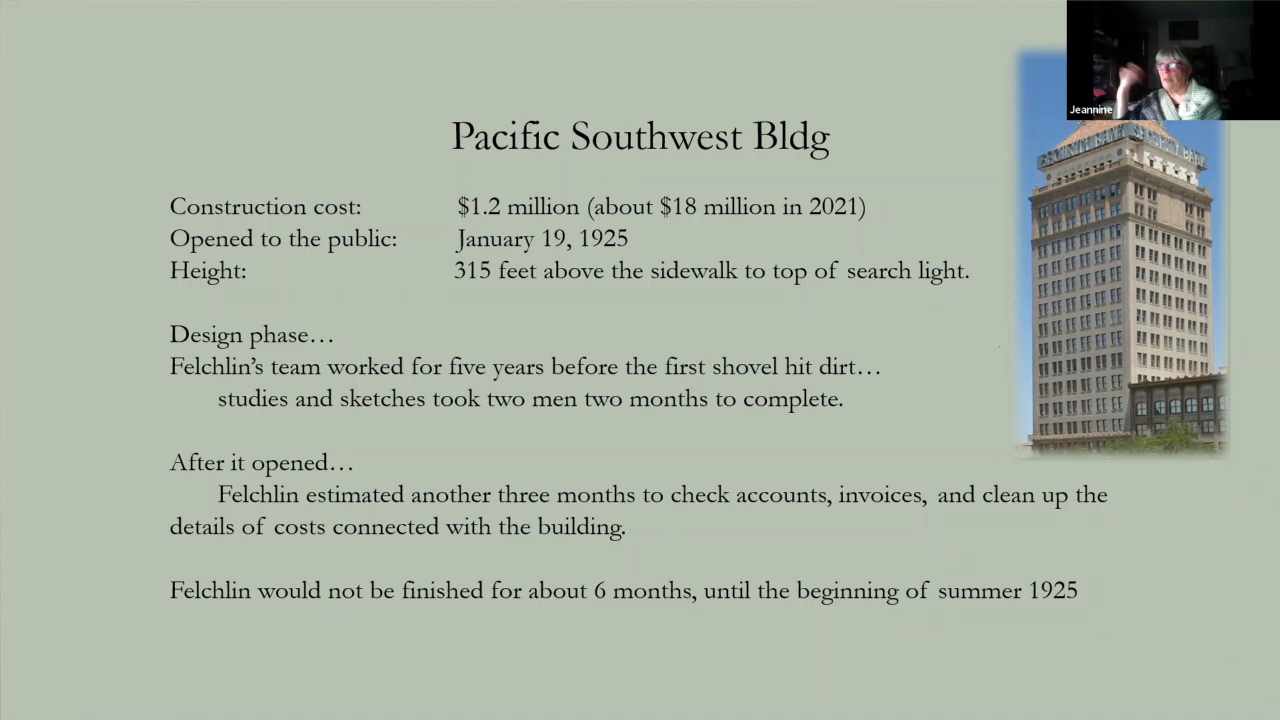 Jeannine
Pacific Southwest Bldg
SECURITY BANK SECURITY BANK
Construction cost: $1.2 million (about $18 million in 2021)
Opened to the public: January 19, 1925
Height: 315 feet above the sidewalk to top of search light.
Design phase…
Felchlin’s team worked for five years before the first shovel hit dirt…
studies and sketches took two men two months to complete.
After it opened…
Felchlin estimated another three months to check accounts, invoices, and clean up the
details of costs connected with the building.
Felchlin would not be finished for about 6 months, until the beginning of summer 1925